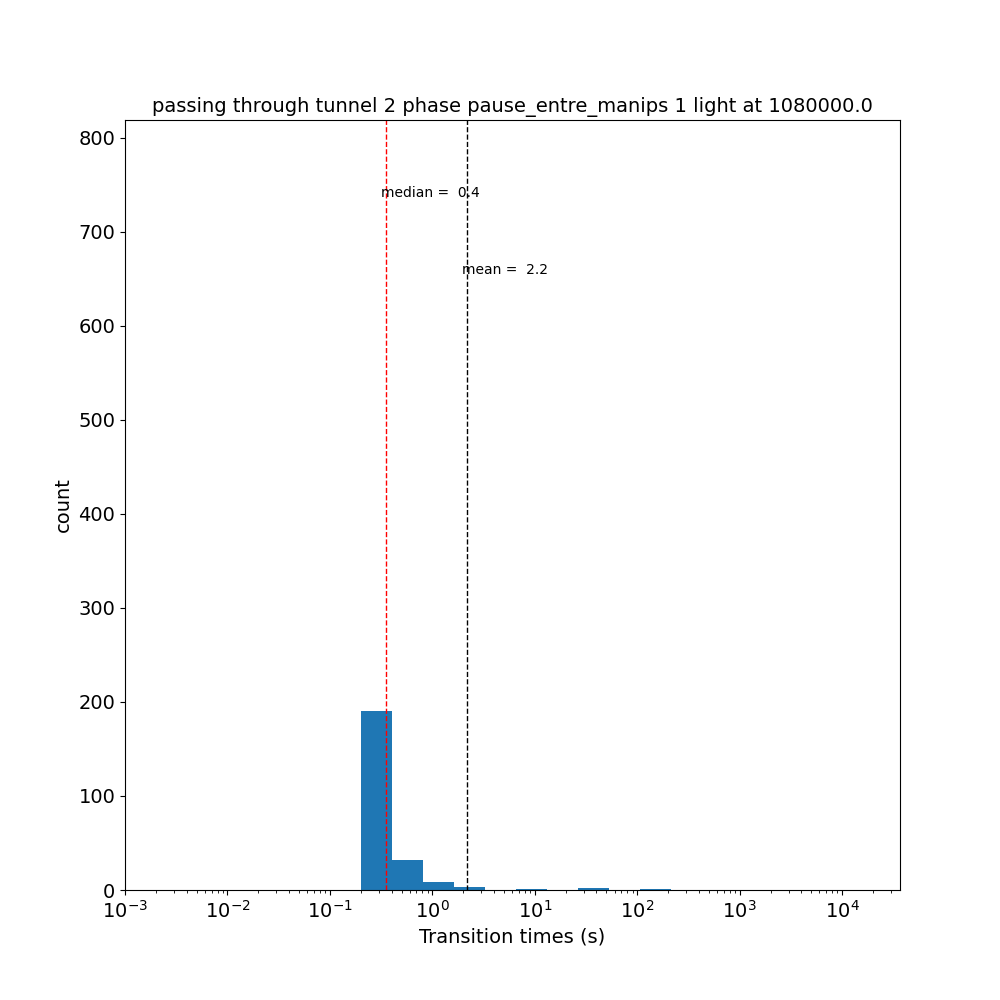 passing through tunnel 2 phase pause_entre_manips 1 light at 1080000.0
800
median =  0.4
700
mean =  2.2
600
500
count
400
300
200
100
0
10⁻³ 10⁻² 10⁻¹ 10⁰ 10¹ 10² 10³ 10⁴
Transition times (s)